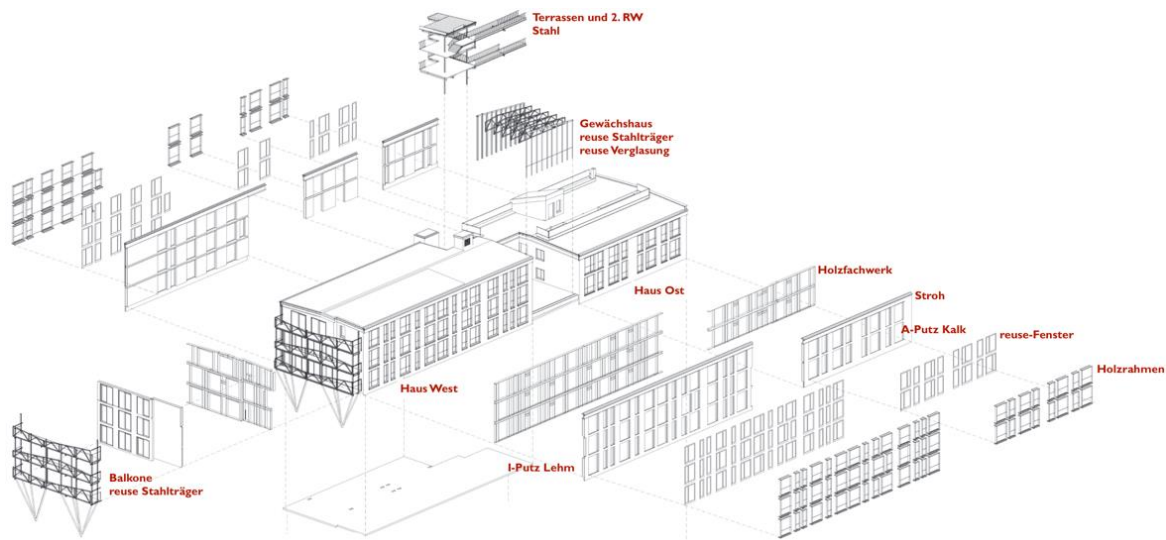 Terrassen und 2. RW
Stahl
Gewächshaus
reuse Stahlträger
reuse Verglasung
Holzfachwerk
Haus Ost
Stroh
A-Putz Kalk
reuse-Fenster
Holzrahmen
Haus West
I-Putz Lehm
Balkone
reuse Stahlträger